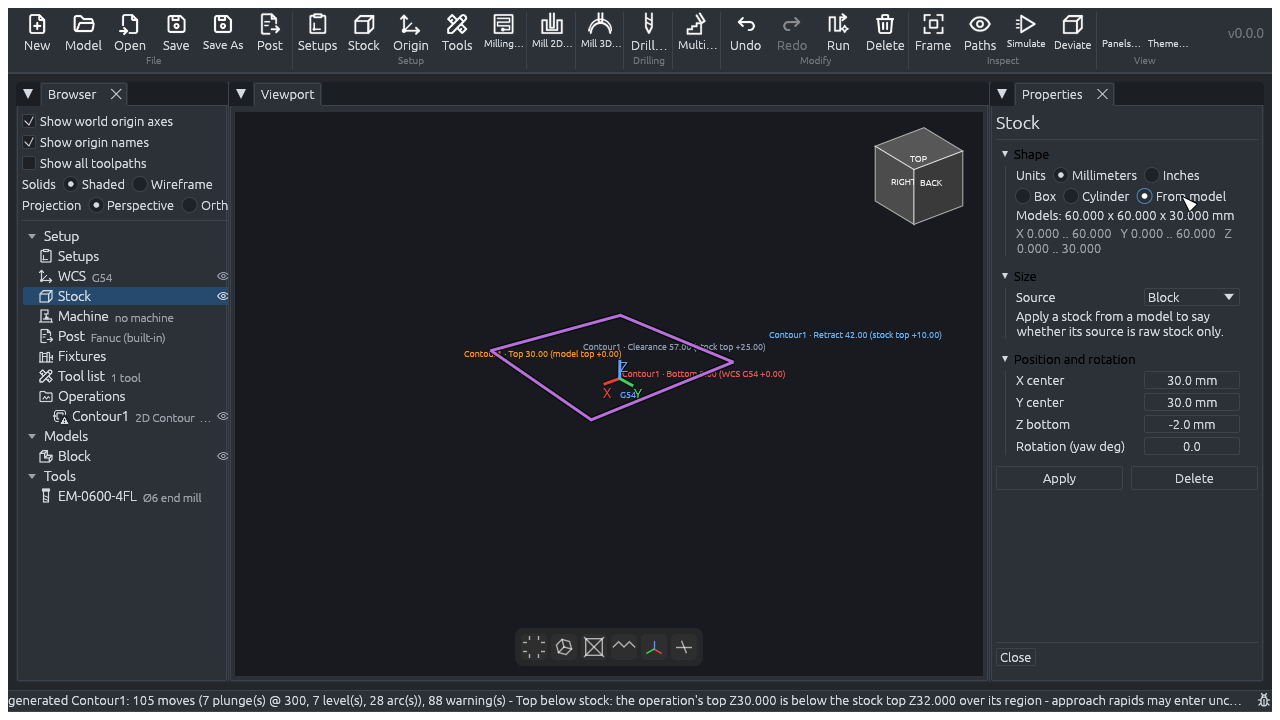 New Model Open Save Save As Post Setups Stock Origin Tools Milling... Mill 2D... Mill 3D... Drill... Multi... Undo Redo Run Delete Frame Paths Simulate Deviate Panels... Theme... v0.0.0
File Setup Drilling Modify Inspect View
Browser
Show world origin axes
Show origin names
Show all toolpaths
Solids Shaded Wireframe
Projection Perspective Orth
Setup
Setups
WCS G54
Stock
Machine no machine
Post Fanuc (built-in)
Fixtures
Tool list 1 tool
Operations
Contour1 2D Contour ...
Models
Block
Tools
EM-0600-4FL Ø6 end mill
Viewport
TOP
RIGHT BACK
Contour1 · Retract 42.00 (stock top +10.00)
Contour1 · Clearance 57.00 (stock top +25.00)
Contour1 · Top 30.00 (model top +0.00)
Contour1 · Bottom 0.00 (WCS G54 +0.00)
Z
X G54 Y
Properties
Stock
Shape
Units Millimeters Inches
Box Cylinder From model
Models: 60.000 x 60.000 x 30.000 mm
X 0.000 .. 60.000 Y 0.000 .. 60.000 Z
0.000 .. 30.000
Size
Source Block
Apply a stock from a model to say
whether its source is raw stock only.
Position and rotation
X center 30.0 mm
Y center 30.0 mm
Z bottom -2.0 mm
Rotation (yaw deg) 0.0
Apply Delete
Close
generated Contour1: 105 moves (7 plunge(s) @ 300, 7 level(s), 28 arc(s)), 88 warning(s) - Top below stock: the operation's top Z30.000 is below the stock top Z32.000 over its region - approach rapids may enter unc...